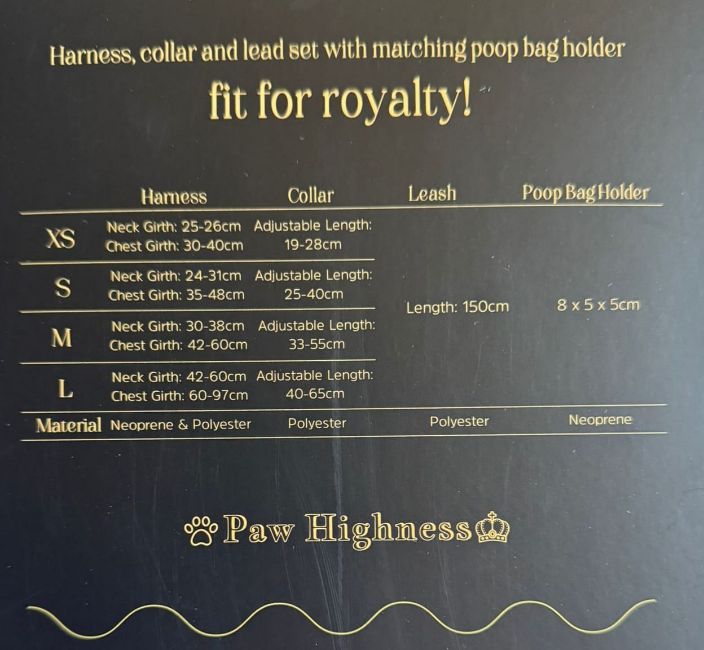 Harness, collar and lead set with matching poop bag holder
fit for royalty!
Harness Collar Leash Poop Bag Holder
XS Neck Girth: 25-26cm Adjustable Length:
Chest Girth: 30-40cm 19-28cm
S Neck Girth: 24-31cm Adjustable Length:
Chest Girth: 35-48cm 25-40cm
Length: 150cm 8 x 5 x 5cm
M Neck Girth: 30-38cm Adjustable Length:
Chest Girth: 42-60cm 33-55cm
L Neck Girth: 42-60cm Adjustable Length:
Chest Girth: 60-97cm 40-65cm
Material Neoprene & Polyester Polyester Polyester Neoprene
Paw Highness